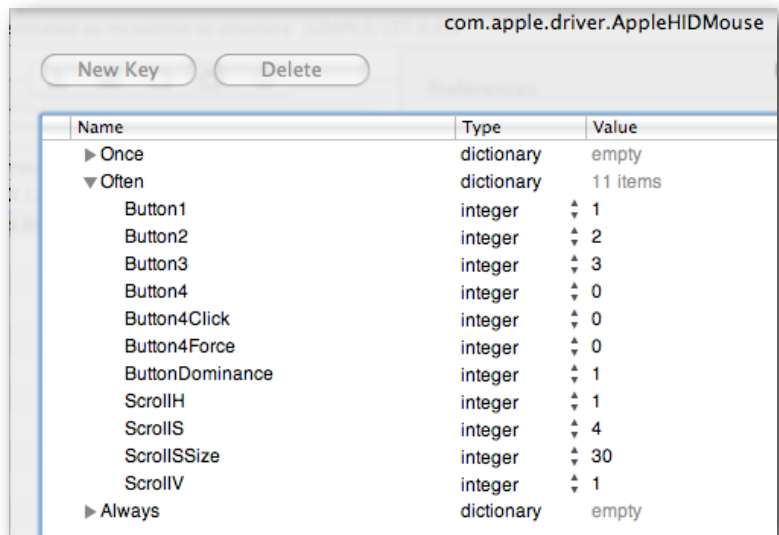 com.apple.driver.AppleHIDMouse
New Key Delete
Name Type Value
Once dictionary empty
Often dictionary 11 items
Button1 integer 1
Button2 integer 2
Button3 integer 3
Button4 integer 0
Button4Click integer 0
Button4Force integer 0
ButtonDominance integer 1
ScrollH integer 1
ScrollS integer 4
ScrollSSize integer 30
ScrollV integer 1
Always dictionary empty